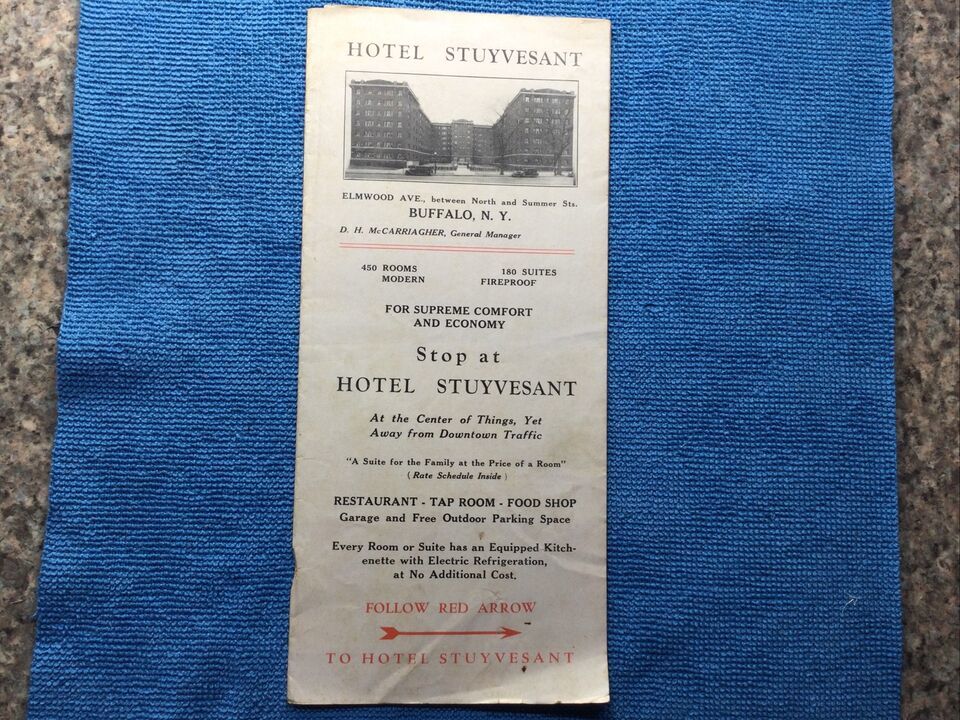 HOTEL STUYVESANT
ELMWOOD AVE., between North and Summer Sts.
BUFFALO, N. Y.
D. H. McCARRIAGHER, General Manager
450 ROOMS 180 SUITES
MODERN FIREPROOF
FOR SUPREME COMFORT
AND ECONOMY
Stop at
HOTEL STUYVESANT
At the Center of Things, Yet
Away from Downtown Traffic
"A Suite for the Family at the Price of a Room"
(Rate Schedule Inside)
RESTAURANT - TAP ROOM - FOOD SHOP
Garage and Free Outdoor Parking Space
Every Room or Suite has an Equipped Kitch-
enette with Electric Refrigeration,
at No Additional Cost.
FOLLOW RED ARROW
TO HOTEL STUYVESANT